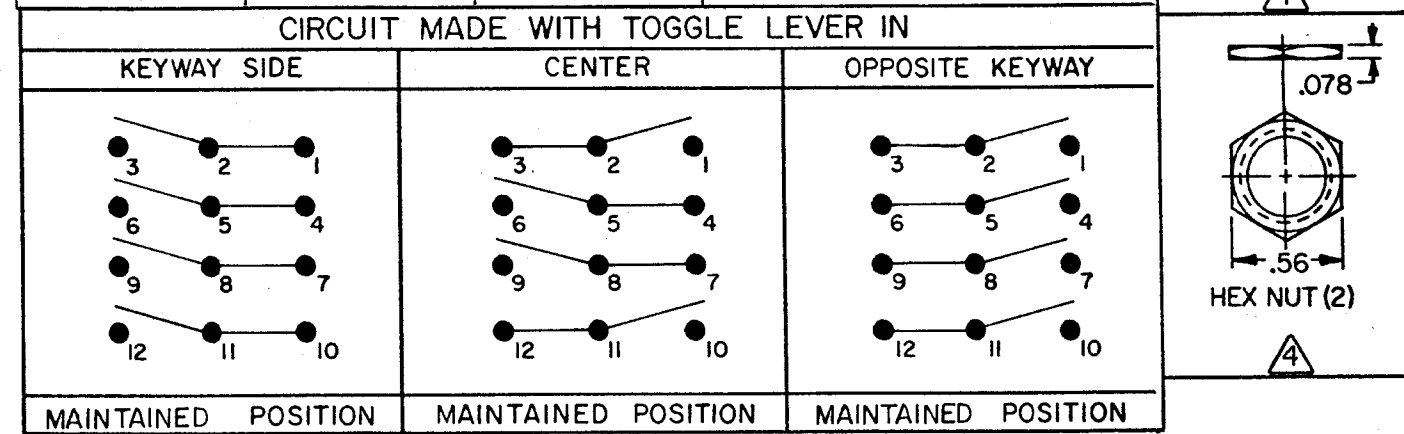 CIRCUIT MADE WITH TOGGLE LEVER IN
KEYWAY SIDE CENTER OPPOSITE KEYWAY
3 2 1 3. 2 1 3 2 1
6 5 4 6 5 4 6 5 4
9 8 7 9 8 7 9 8 7
12 11 10 12 11 10 12 11 10
MAINTAINED POSITION MAINTAINED POSITION MAINTAINED POSITION
.078
.56
HEX NUT (2)
4